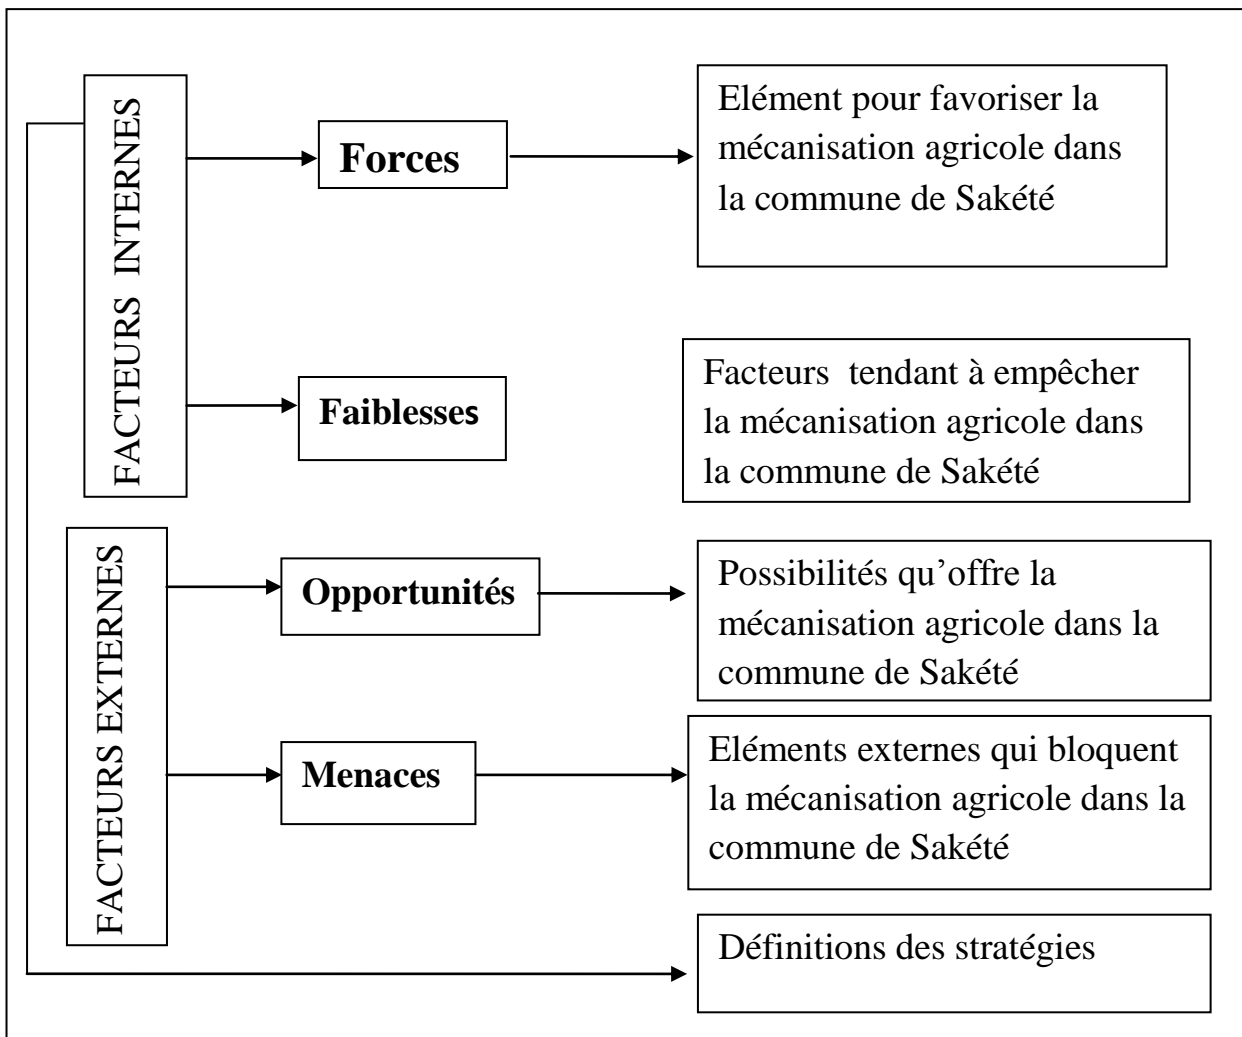 FACTEURS INTERNES
Forces
Elément pour favoriser la
mécanisation agricole dans
la commune de Sakété
Faiblesses
Facteurs tendant à empêcher
la mécanisation agricole dans
la commune de Sakété
FACTEURS EXTERNES
Opportunités
Possibilités qu’offre la
mécanisation agricole dans la
commune de Sakété
Menaces
Eléments externes qui bloquent
la mécanisation agricole dans la
commune de Sakété
Définitions des stratégies